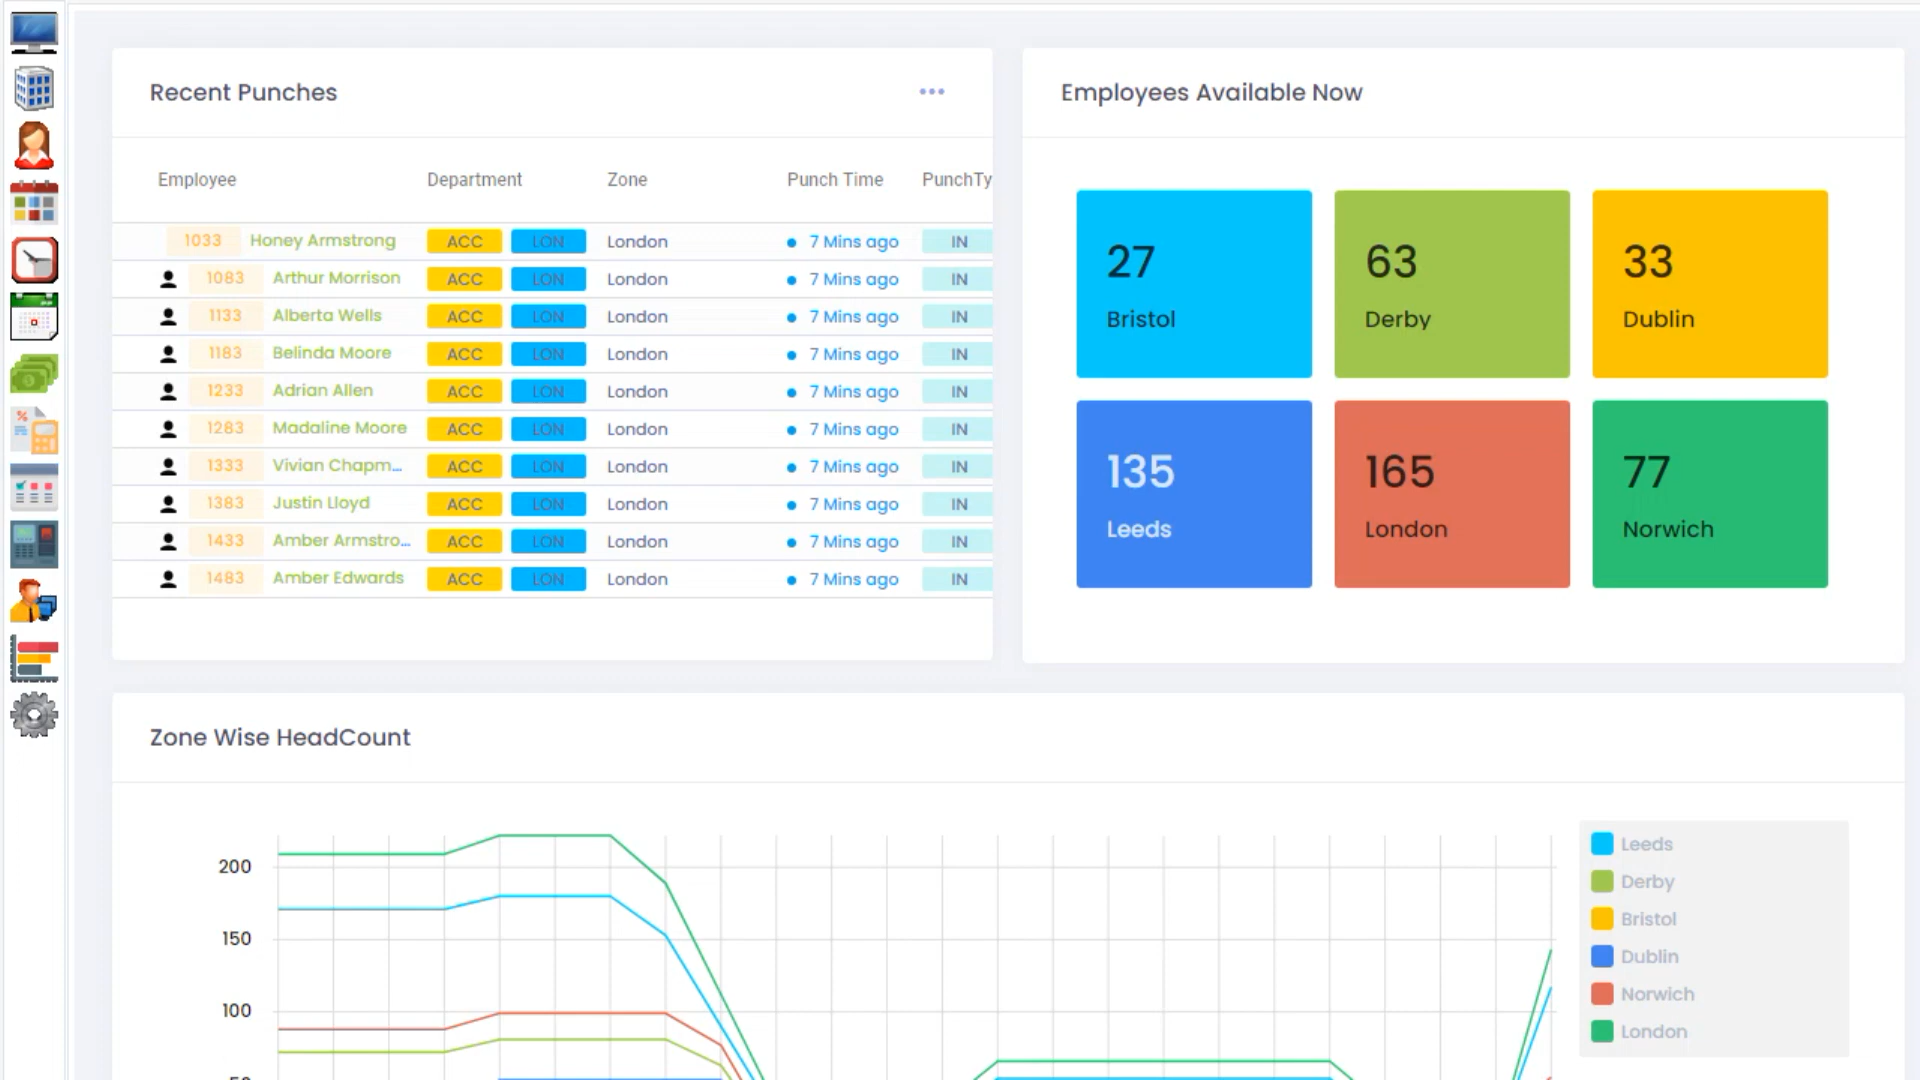 Recent Punches
•••
Employee Department Zone Punch Time PunchTy
1033 Honey Armstrong ACC LON London 7 Mins ago IN
1083 Arthur Morrison ACC LON London 7 Mins ago IN
1133 Alberta Wells ACC LON London 7 Mins ago IN
1183 Belinda Moore ACC LON London 7 Mins ago IN
1233 Adrian Allen ACC LON London 7 Mins ago IN
1283 Madaline Moore ACC LON London 7 Mins ago IN
1333 Vivian Chapm... ACC LON London 7 Mins ago IN
1383 Justin Lloyd ACC LON London 7 Mins ago IN
1433 Amber Armstro... ACC LON London 7 Mins ago IN
1483 Amber Edwards ACC LON London 7 Mins ago IN
Employees Available Now
27
Bristol
63
Derby
33
Dublin
135
Leeds
165
London
77
Norwich
Zone Wise HeadCount
200
150
100
Leeds
Derby
Bristol
Dublin
Norwich
London